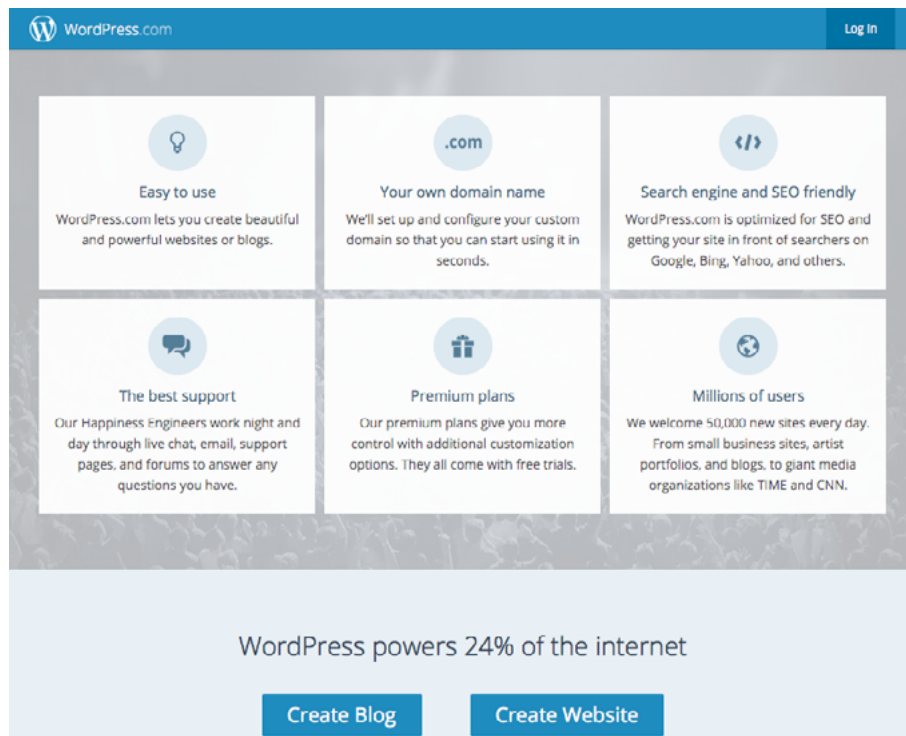 WordPress.com
Log In
Easy to use
WordPress.com lets you create beautiful
and powerful websites or blogs.
.com
Your own domain name
We'll set up and configure your custom
domain so that you can start using it in
seconds.
</>
Search engine and SEO friendly
WordPress.com is optimized for SEO and
getting your site in front of searchers on
Google, Bing, Yahoo, and others.
The best support
Our Happiness Engineers work night and
day through live chat, email, support
pages, and forums to answer any
questions you have.
Premium plans
Our premium plans give you more
control with additional customization
options. They all come with free trials.
Millions of users
We welcome 50,000 new sites every day.
From small business sites, artist
portfolios, and blogs, to giant media
organizations like TIME and CNN.
WordPress powers 24% of the internet
Create Blog
Create Website